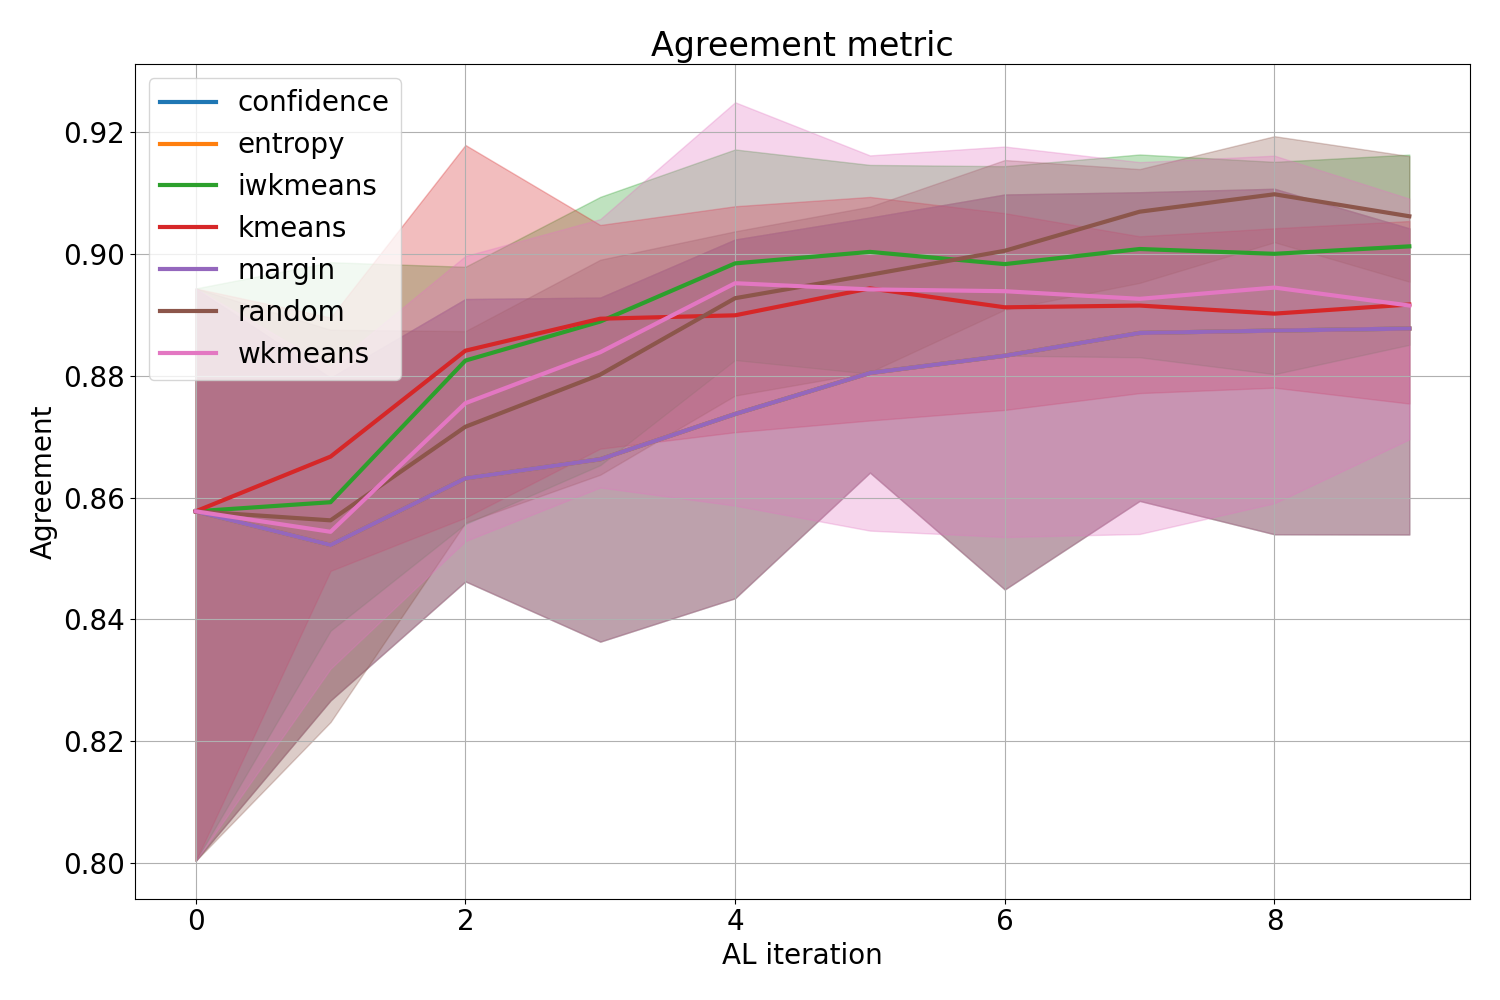 Agreement metric
confidence
entropy
iwkmeans
kmeans
margin
random
wkmeans
0.92
0.90
0.88
0.86
0.84
0.82
0.80
Agreement
0 2 4 6 8
AL iteration